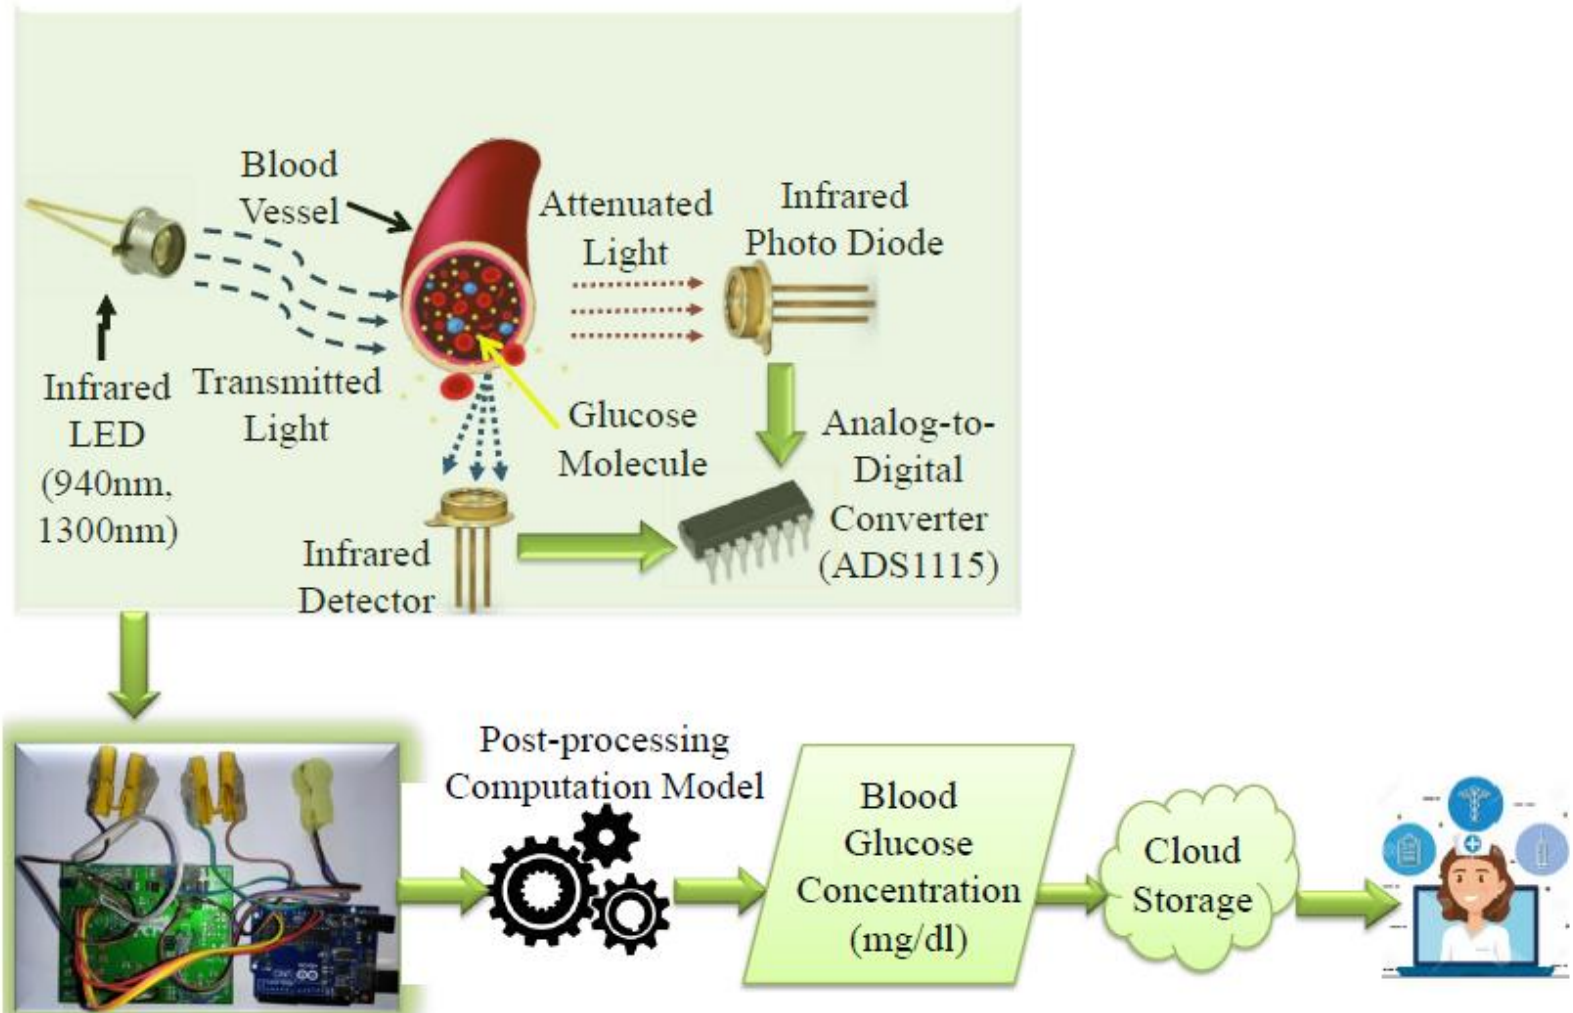 Blood
Vessel
Attenuated
Light
Infrared
Photo Diode
Infrared
LED
(940nm,
1300nm)
Transmitted
Light
Glucose
Molecule
Analog-to-
Digital
Converter
(ADS1115)
Infrared
Detector
Post-processing
Computation Model
Blood
Glucose
Concentration
(mg/dl)
Cloud
Storage